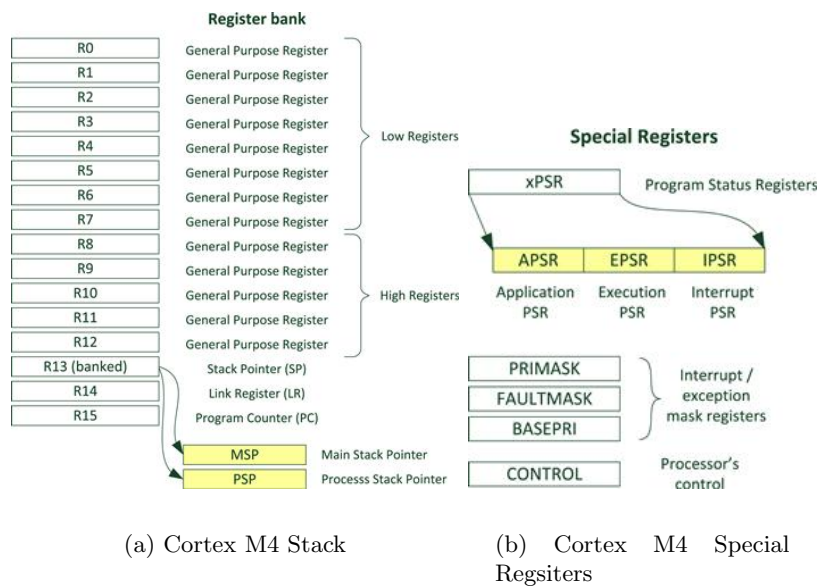 Register bank
R0 General Purpose Register
R1 General Purpose Register
R2 General Purpose Register
R3 General Purpose Register
R4 General Purpose Register
R5 General Purpose Register
R6 General Purpose Register
R7 General Purpose Register
Low Registers
R8 General Purpose Register
R9 General Purpose Register
R10 General Purpose Register
R11 General Purpose Register
R12 General Purpose Register
High Registers
R13 (banked) Stack Pointer (SP)
R14 Link Register (LR)
R15 Program Counter (PC)
MSP Main Stack Pointer
PSP Processs Stack Pointer
(a) Cortex M4 Stack
Special Registers
xPSR Program Status Registers
APSR EPSR IPSR
Application Execution Interrupt
PSR PSR PSR
PRIMASK
FAULTMASK
BASEPRI
Interrupt /
exception
mask registers
CONTROL
Processor's
control
(b) Cortex M4 Special
Regsiters